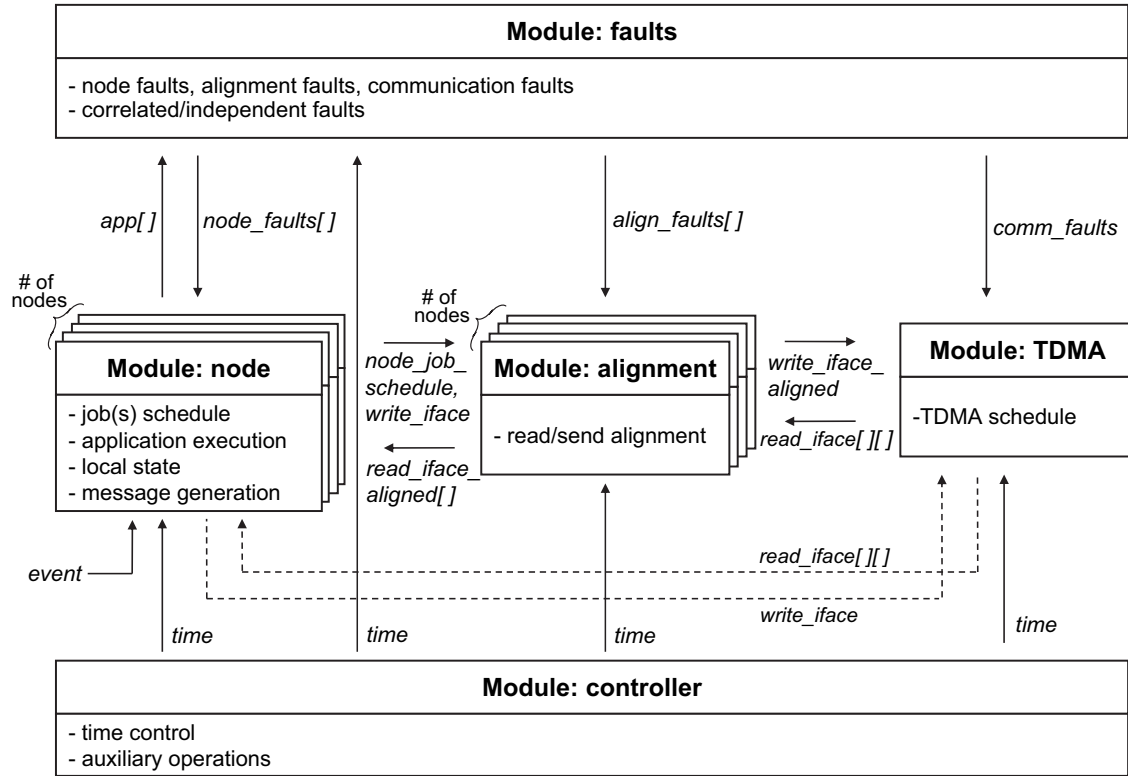 Module: faults
- node faults, alignment faults, communication faults
- correlated/independent faults
app[ ]
node_faults[ ]
align_faults[ ]
comm_faults
# of
nodes
# of
nodes
Module: node
- job(s) schedule
- application execution
- local state
- message generation
node_job_
schedule,
write_iface
read_iface_
aligned[ ]
Module: alignment
- read/send alignment
write_iface_
aligned
read_iface[ ][ ]
Module: TDMA
-TDMA schedule
event
read_iface[ ][ ]
write_iface
time
time
time
time
Module: controller
- time control
- auxiliary operations